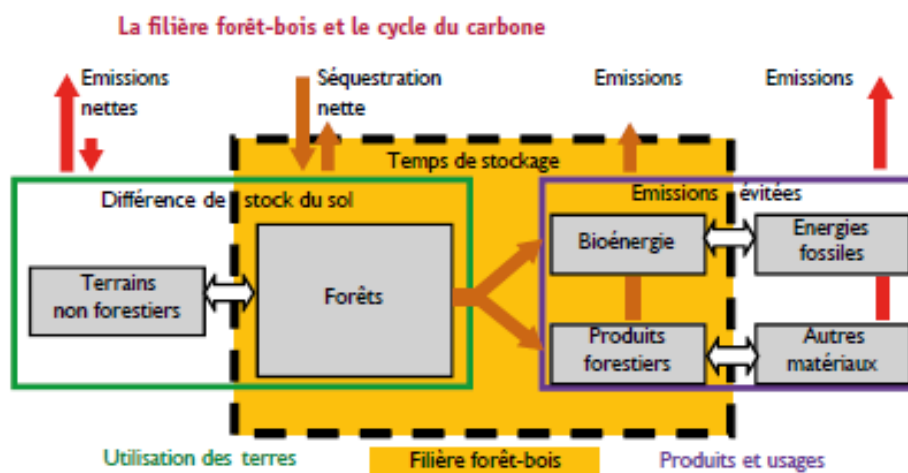 La filière forêt-bois et le cycle du carbone
Emissions
nettes
Séquestration
nette
Emissions
Emissions
Temps de stockage
Différence de stock du sol
Emissions évitées
Terrains
non forestiers
Forêts
Bioénergie
Energies
fossiles
Produits
forestiers
Autres
matériaux
Utilisation des terres
Filière forêt-bois
Produits et usages